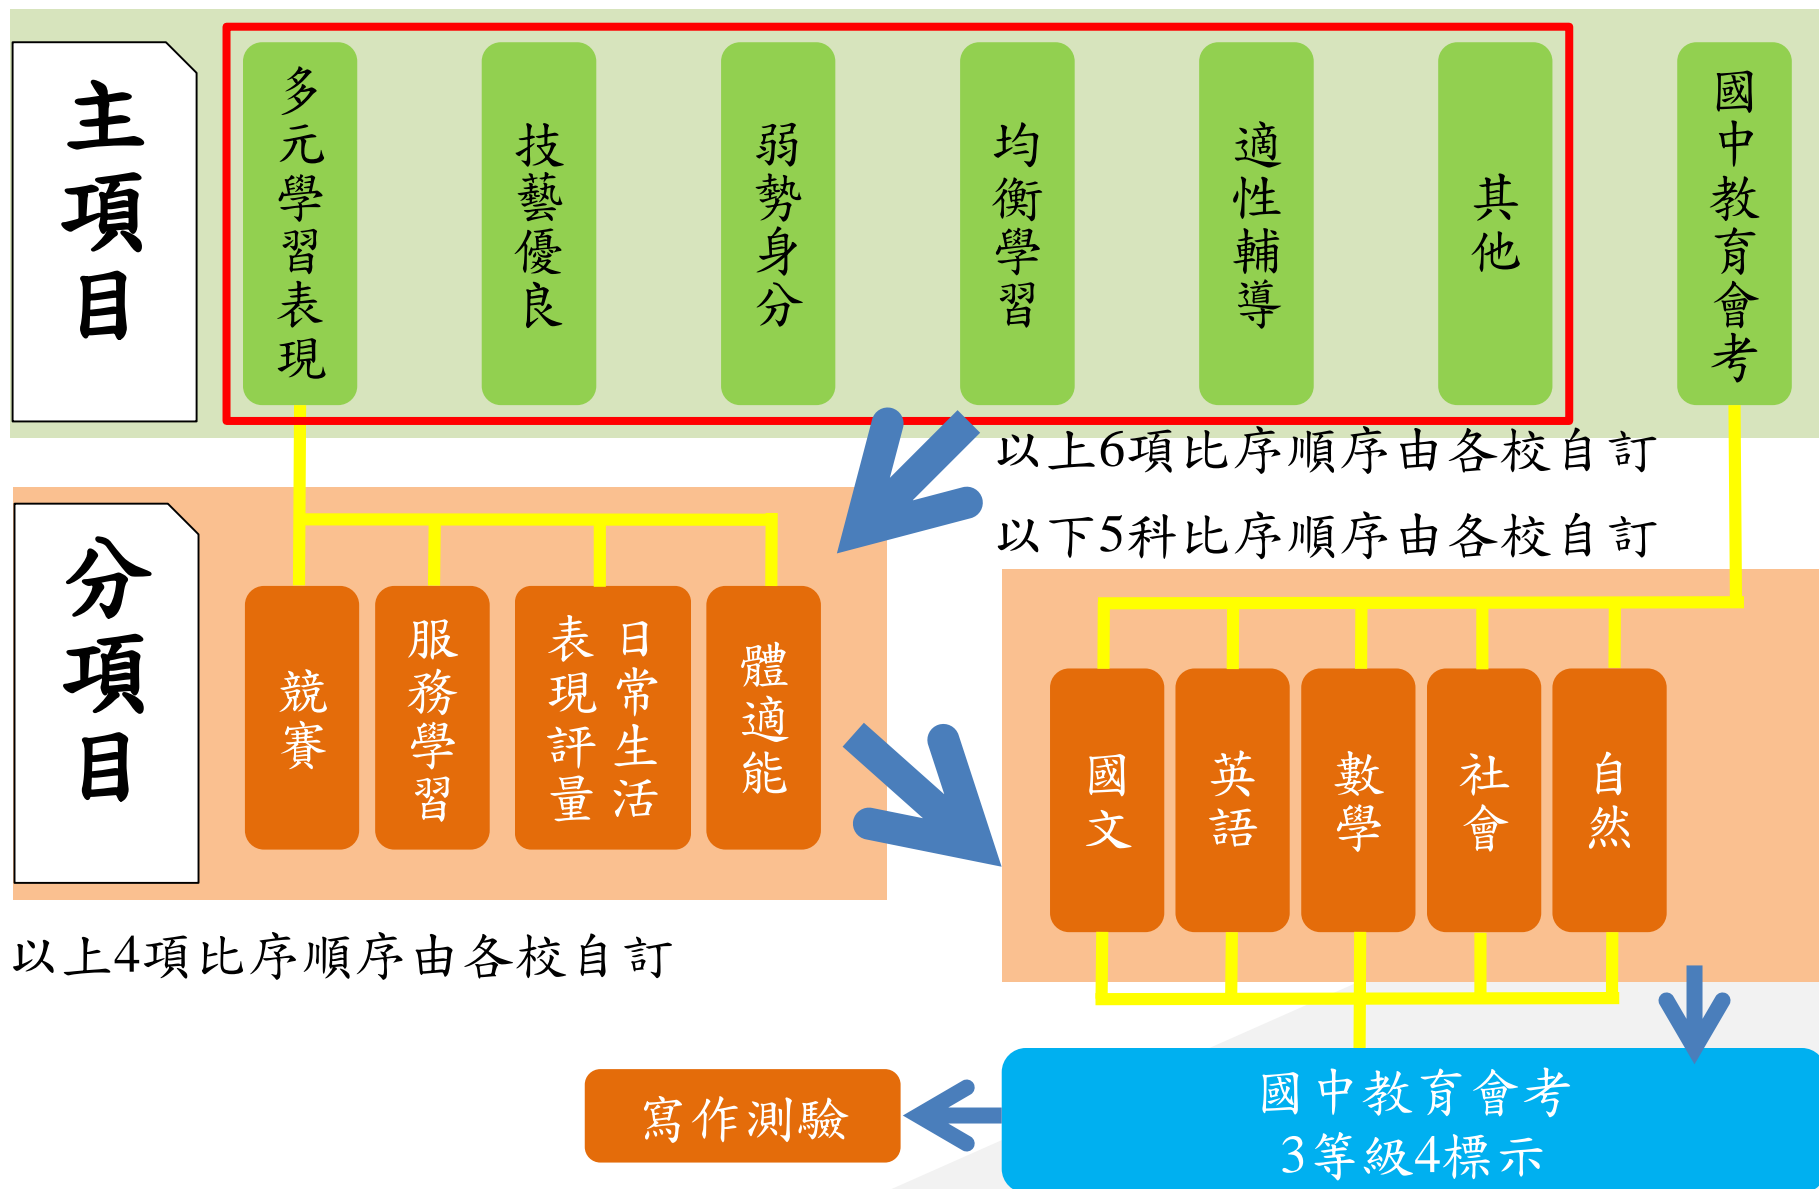 主項目
多元學習表現
技藝優良
弱勢身分
均衡學習
適性輔導
其他
國中教育會考
以上6項比序順序由各校自訂
以下5科比序順序由各校自訂
分項目
競賽
服務學習
日常生活
表現評量
體適能
國文
英語
數學
社會
自然
以上4項比序順序由各校自訂
寫作測驗
國中教育會考
3等級4標示